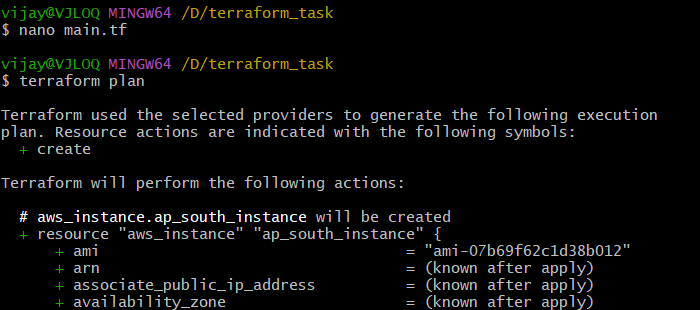 vijay@VJLOQ MINGW64 /D/terraform_task
$ nano main.tf
vijay@VJLOQ MINGW64 /D/terraform_task
$ terraform plan
Terraform used the selected providers to generate the following execution
plan. Resource actions are indicated with the following symbols:
+ create
Terraform will perform the following actions:
# aws_instance.ap_south_instance will be created
+ resource "aws_instance" "ap_south_instance" {
+ ami = "ami-07b69f62c1d38b012"
+ arn = (known after apply)
+ associate_public_ip_address = (known after apply)
+ availability_zone = (known after apply)